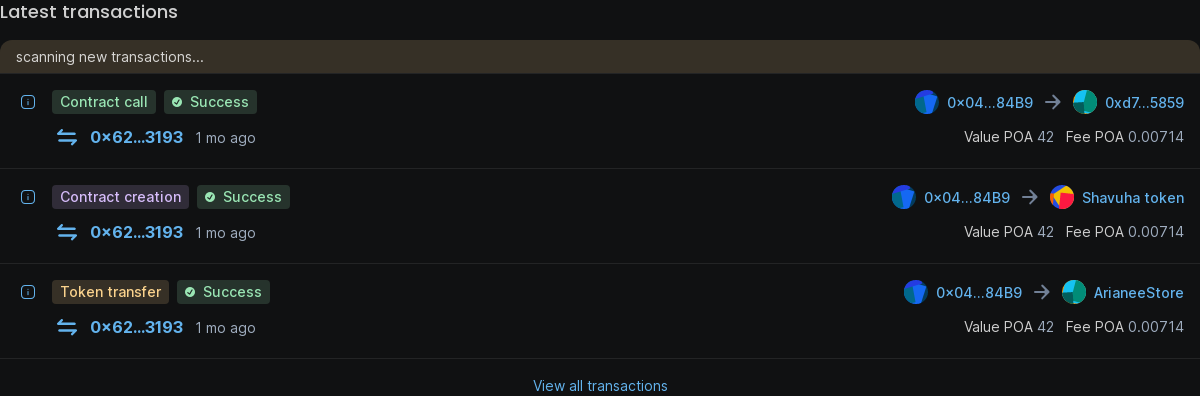 Latest transactions
scanning new transactions...
Contract call Success 0x04...84B9 → 0xd7...5859
0x62...3193 1 mo ago Value POA 42 Fee POA 0.00714
Contract creation Success 0x04...84B9 → Shavuha token
0x62...3193 1 mo ago Value POA 42 Fee POA 0.00714
Token transfer Success 0x04...84B9 → ArianeeStore
0x62...3193 1 mo ago Value POA 42 Fee POA 0.00714
View all transactions